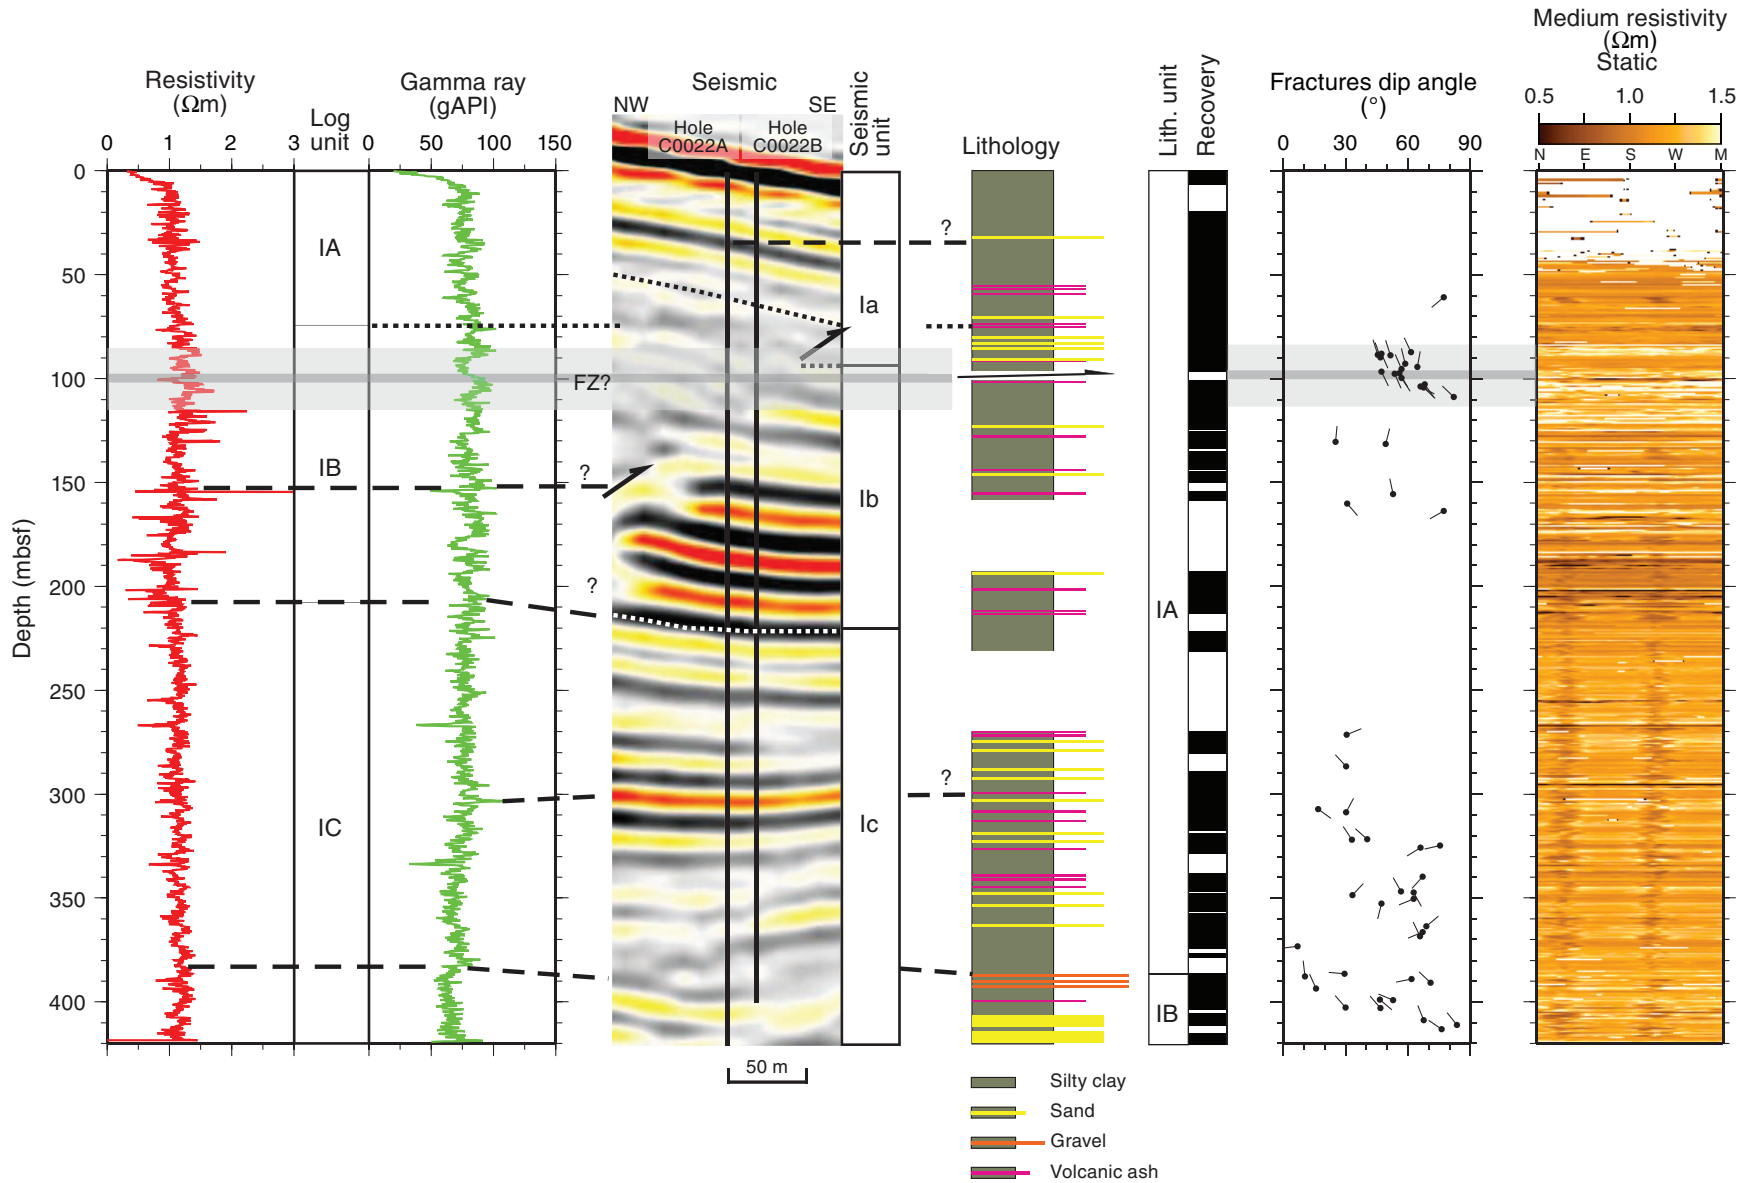 Medium resistivity
(Ωm)
Static
Resistivity
(Ωm)
Gamma ray
(gAPI)
Seismic
Fractures dip angle
(°)
Log
unit
NW
SE
Hole
C0022A
Hole
C0022B
Seismic
unit
Lithology
Lith. unit
Recovery
0.5 1.0 1.5
N E S W M
0 1 2 3
0 50 100 150
0 30 60 90
Depth (mbsf)
0
50
100
150
200
250
300
350
400
IA
IB
IC
FZ?
?
?
?
?
Ia
Ib
Ic
IA
IB
50 m
Silty clay
Sand
Gravel
Volcanic ash